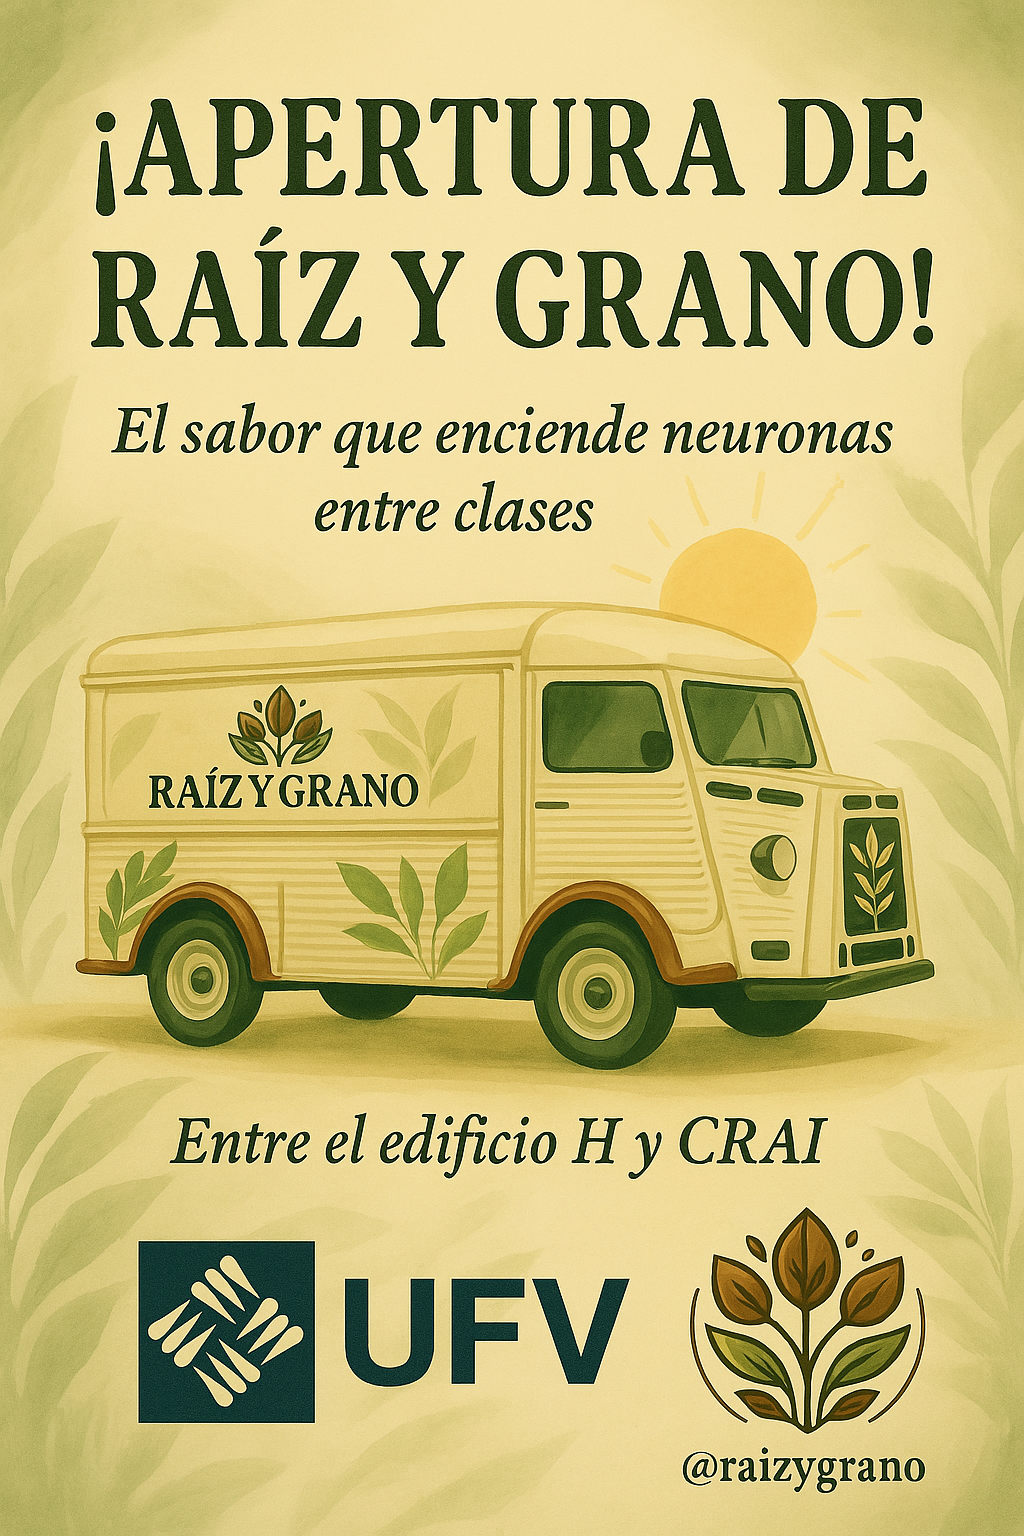 ¡APERTURA DE
RAÍZ Y GRANO!
El sabor que enciende neuronas
entre clases
RAÍZ Y GRANO
Entre el edificio H y CRAI
UFV
@raizygrano